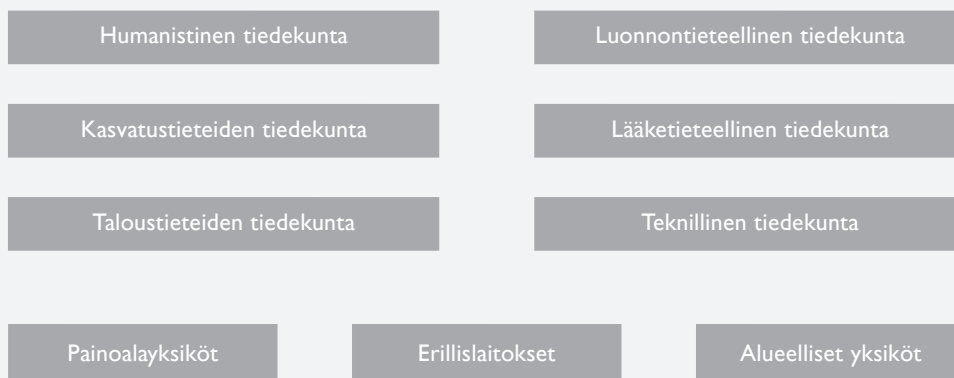 Humanistinen tiedekunta
Luonnontieteellinen tiedekunta
Kasvatustieteiden tiedekunta
Lääketieteellinen tiedekunta
Taloustieteiden tiedekunta
Teknillinen tiedekunta
Painoalayksiköt
Erillislaitokset
Alueelliset yksiköt